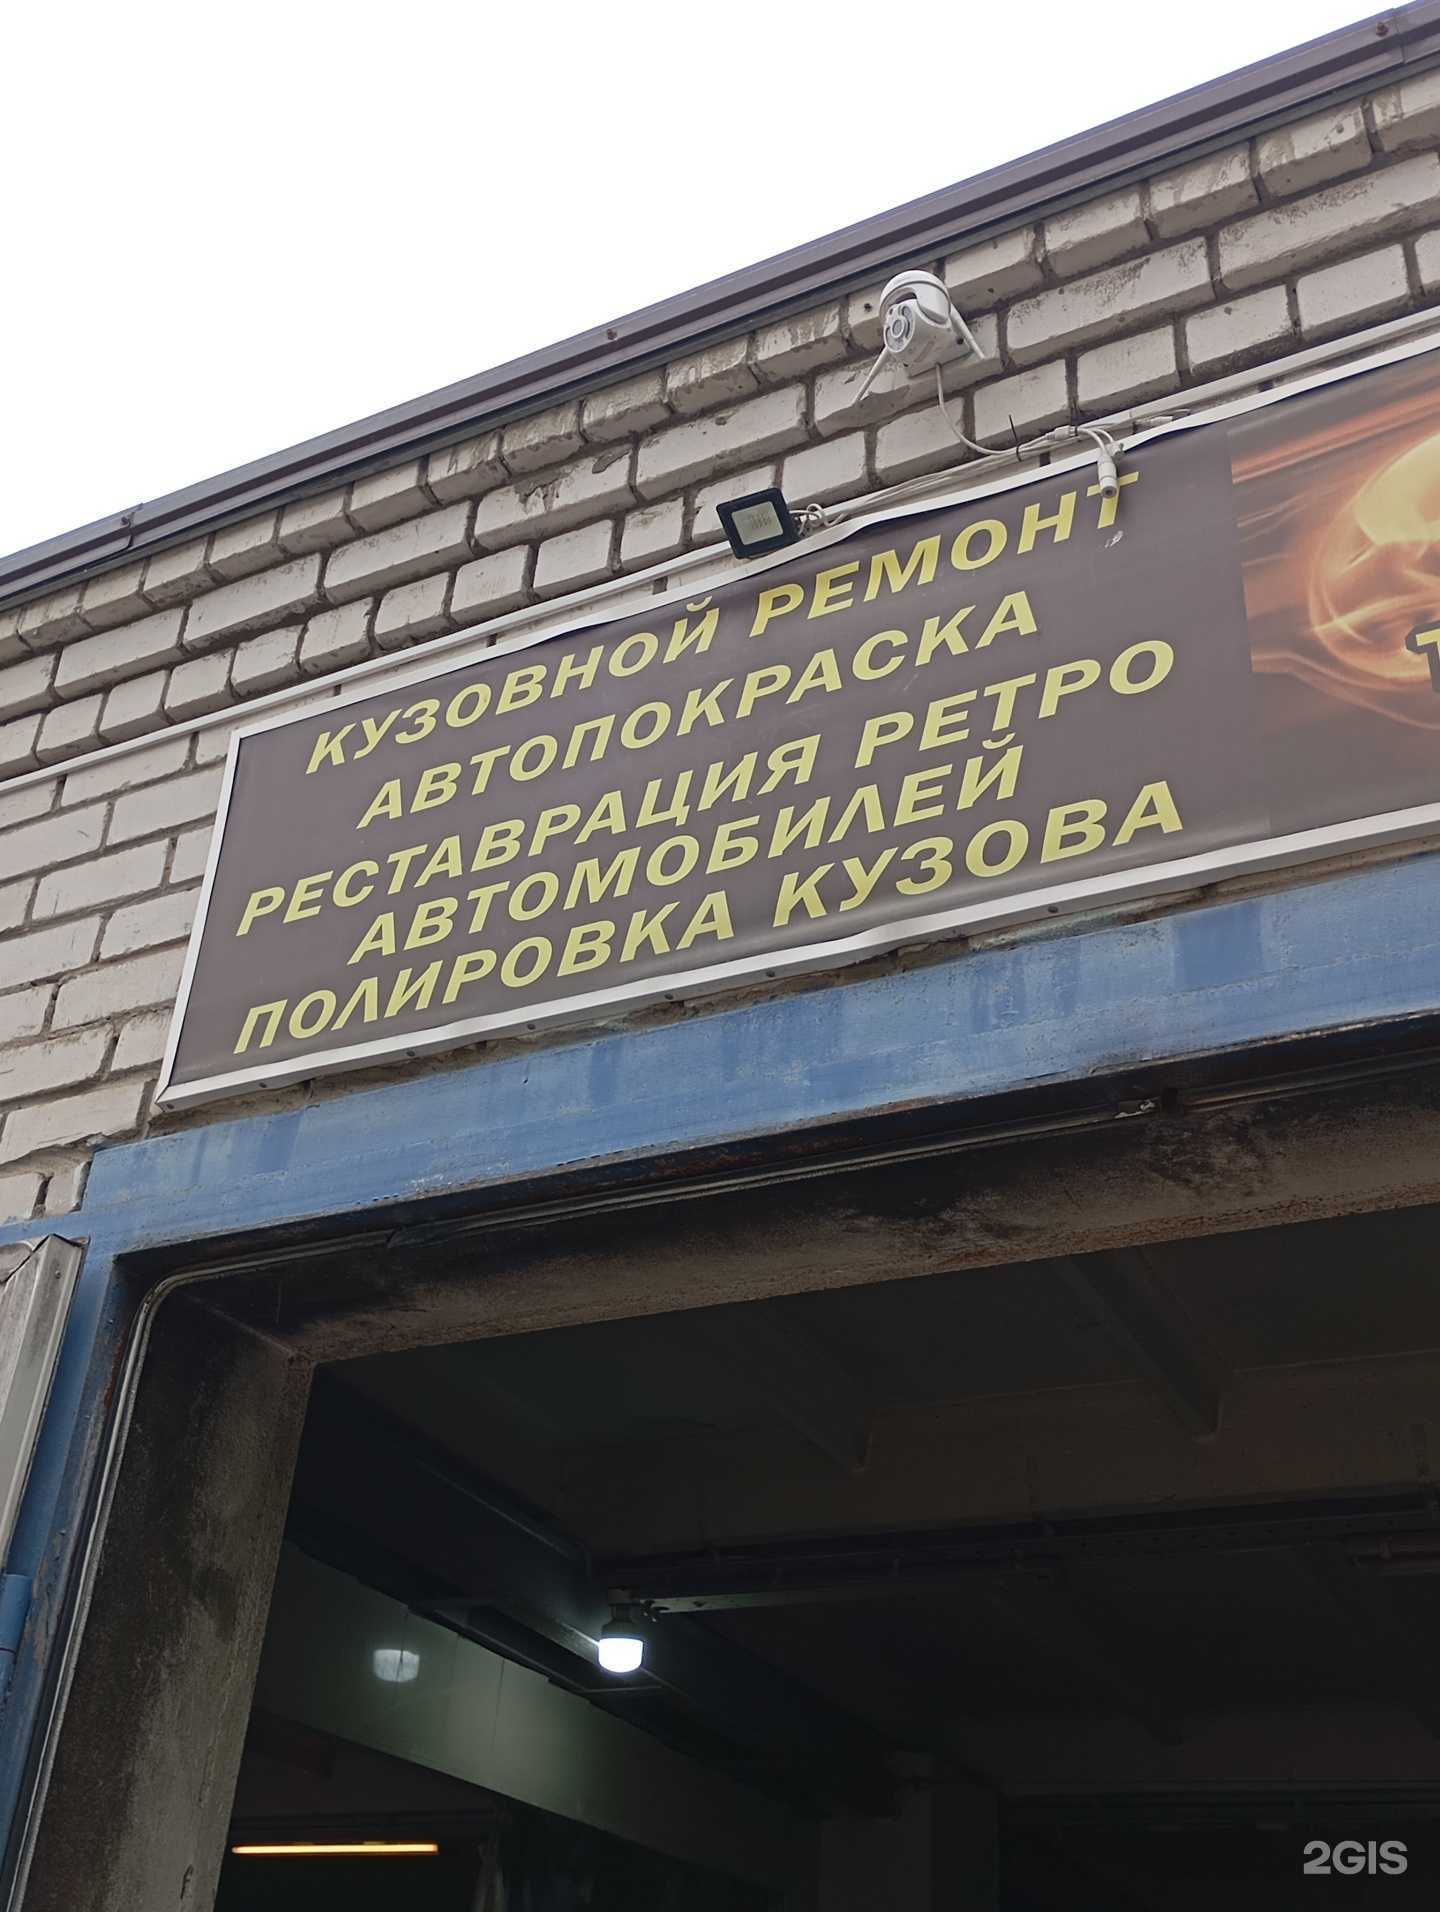 КУЗОВНОЙ РЕМОНТ
АВТОПОКРАСКА
РЕСТАВРАЦИЯ РЕТРО
АВТОМОБИЛЕЙ
ПОЛИРОВКА КУЗОВА
2GIS